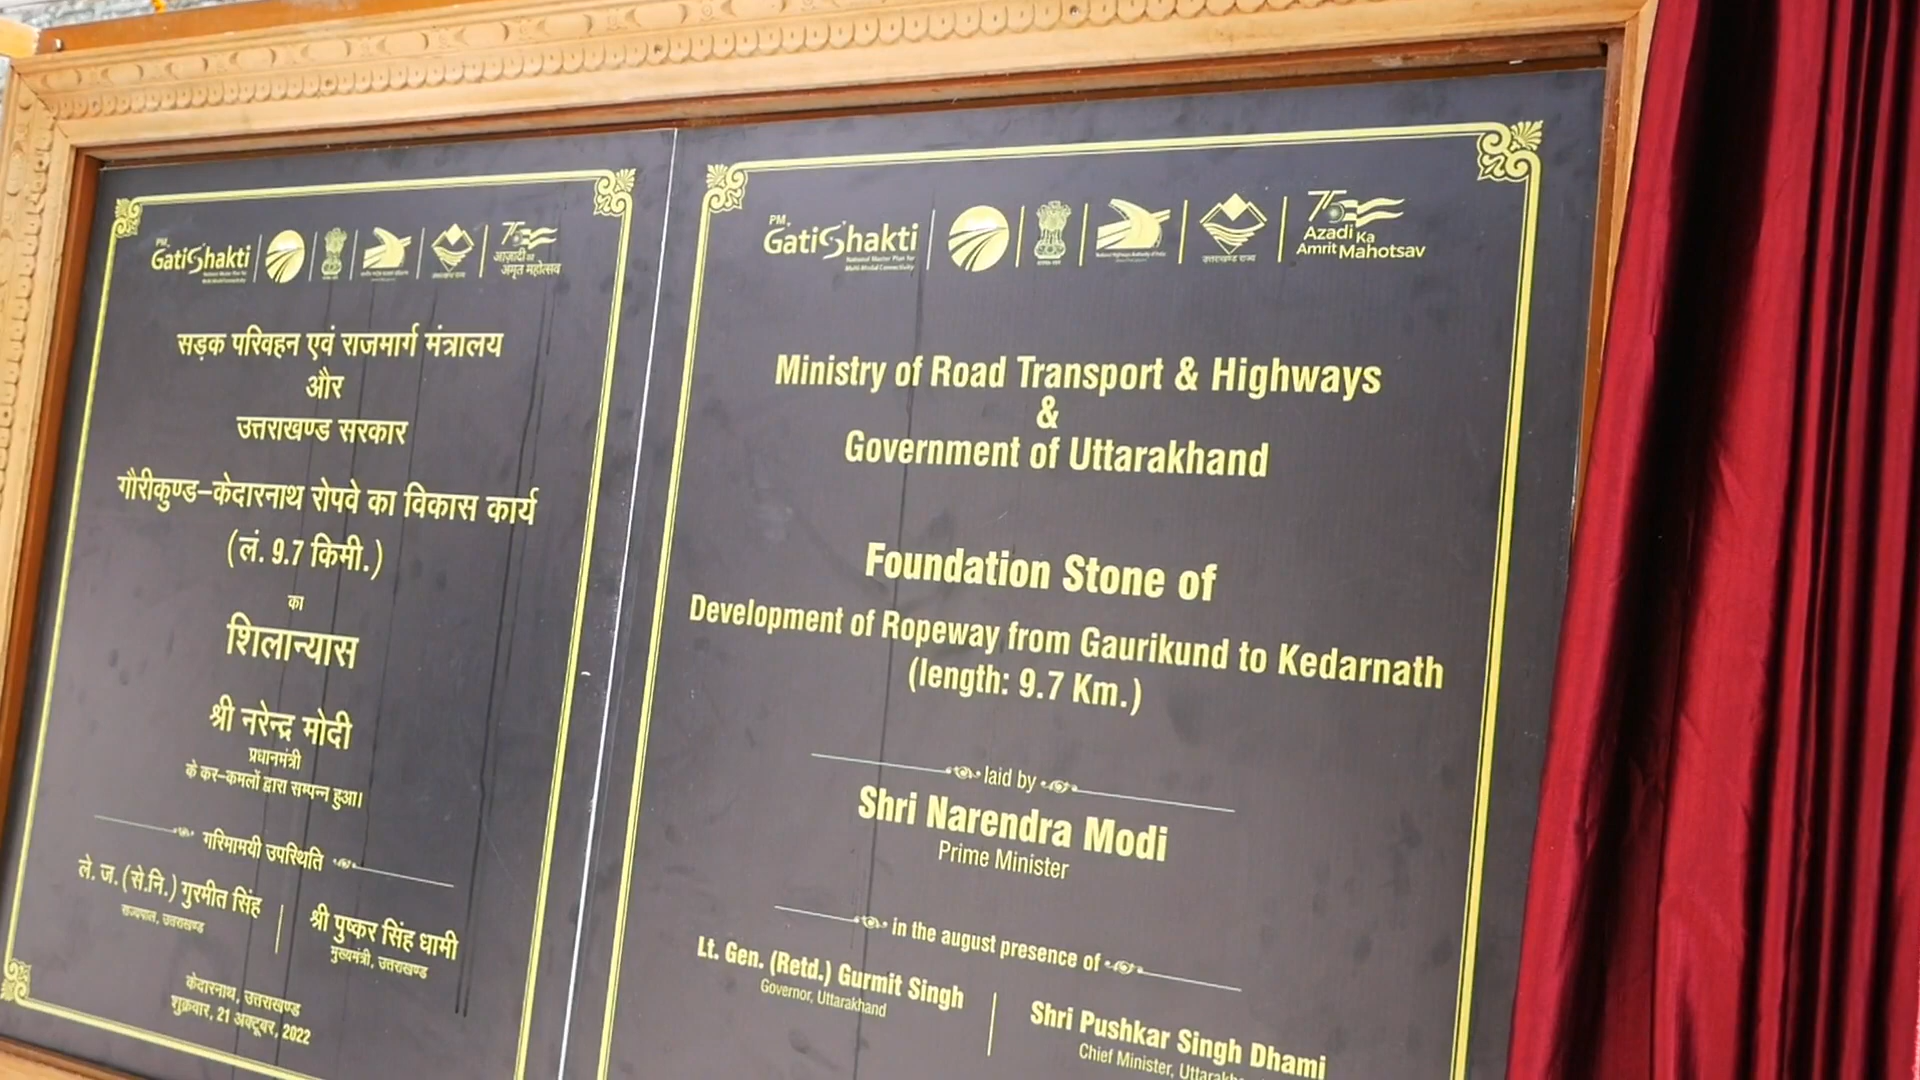 PM
GatiShakti
National Master Plan for
Multi-Modal Connectivity
उत्तराखण्ड राज्य
75
आज़ादी का
अमृत महोत्सव
सड़क परिवहन एवं राजमार्ग मंत्रालय
और
उत्तराखण्ड सरकार
गौरीकुण्ड–केदारनाथ रोपवे का विकास कार्य
(लं. 9.7 किमी.)
का
शिलान्यास
श्री नरेन्द्र मोदी
प्रधानमंत्री
के कर–कमलों द्वारा सम्पन्न हुआ।
गरिमामयी उपस्थिति
ले. ज. (से.नि.) गुरमीत सिंह
राज्यपाल, उत्तराखण्ड
श्री पुष्कर सिंह धामी
मुख्यमंत्री, उत्तराखण्ड
केदारनाथ, उत्तराखण्ड
शुक्रवार, 21 अक्टूबर, 2022
PM
GatiShakti
National Master Plan for
Multi-Modal Connectivity
National Highways Authority of India
उत्तराखण्ड राज्य
75
Azadi Ka
Amrit Mahotsav
Ministry of Road Transport & Highways
&
Government of Uttarakhand
Foundation Stone of
Development of Ropeway from Gaurikund to Kedarnath
(length: 9.7 Km.)
laid by
Shri Narendra Modi
Prime Minister
in the august presence of
Lt. Gen. (Retd.) Gurmit Singh
Governor, Uttarakhand
Shri Pushkar Singh Dhami
Chief Minister,